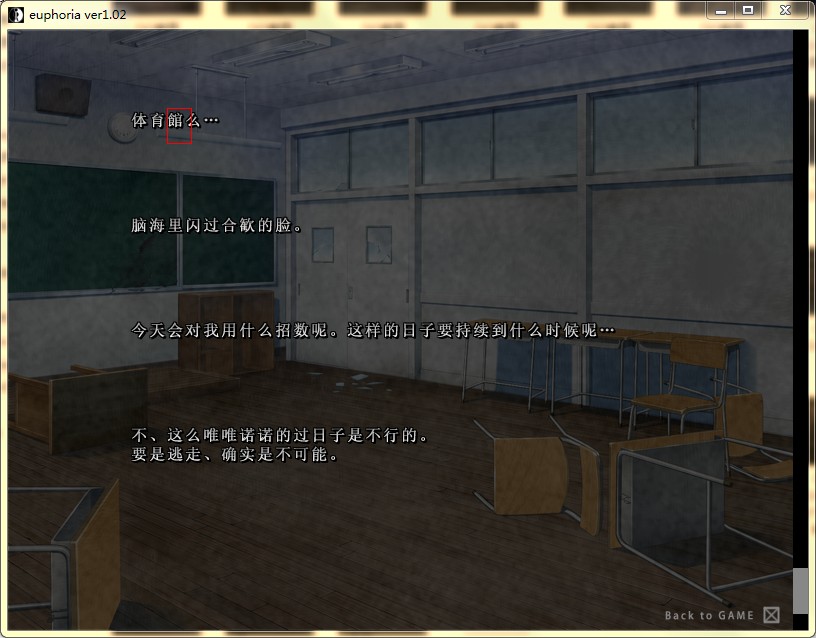 euphoria ver1.02
体育館么…
脑海里闪过合歓的脸。
今天会对我用什么招数呢。这样的日子要持续到什么时候呢…
不、这么唯唯诺诺的过日子是不行的。
要是逃走、确实是不可能。
Back to GAME